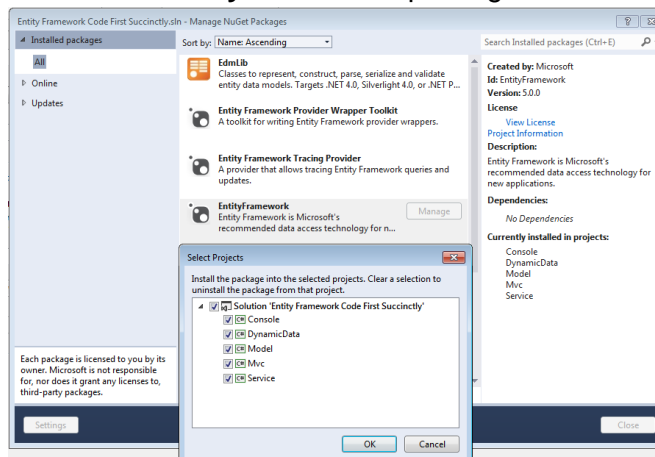 Entity Framework Code First Succinctly.sln - Manage NuGet Packages
Installed packages
All
Online
Updates
Each package is licensed to you by its
owner. Microsoft is not responsible
for, nor does it grant any licenses to,
third-party packages.
Settings
Sort by: Name: Ascending
EdmLib
Classes to represent, construct, parse, serialize and validate
entity data models. Targets .NET 4.0, Silverlight 4.0, or .NET P...
Entity Framework Provider Wrapper Toolkit
A toolkit for writing Entity Framework provider wrappers.
Entity Framework Tracing Provider
A provider that allows tracing Entity Framework queries and
updates.
EntityFramework
Entity Framework is Microsoft's
recommended data access technology for n...
Manage
Select Projects
Install the package into the selected projects. Clear a selection to
uninstall the package from that project.
Solution 'Entity Framework Code First Succinctly'
C# Console
C# DynamicData
C# Model
C# Mvc
C# Service
OK
Cancel
Search Installed packages (Ctrl+E)
Created by: Microsoft
Id: EntityFramework
Version: 5.0.0
License
View License
Project Information
Description:
Entity Framework is Microsoft's
recommended data access technology for
new applications.
Dependencies:
No Dependencies
Currently installed in projects:
Console
DynamicData
Model
Mvc
Service
Close